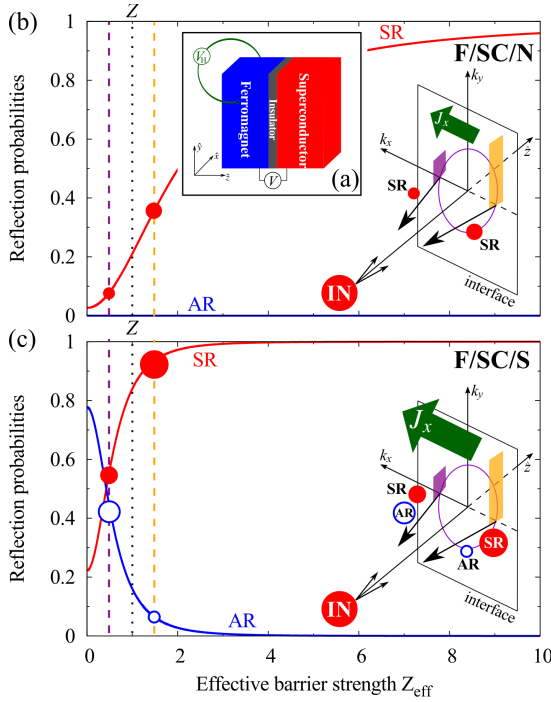 (b)
SR
F/SC/N
Reflection probabilities
1
0.8
0.6
0.4
0.2
0
V_H
Ferromagnet
Insulator
Superconductor
ŷ
x̂
ẑ
V
(a)
k_y
J_x
k_x
ẑ
SR
SR
IN
interface
AR
Z
(c)
SR
F/SC/S
Reflection probabilities
1
0.8
0.6
0.4
0.2
0
k_y
J_x
k_x
ẑ
SR
AR
SR
AR
IN
interface
AR
0 2 4 6 8 10
Effective barrier strength Z_eff
Z